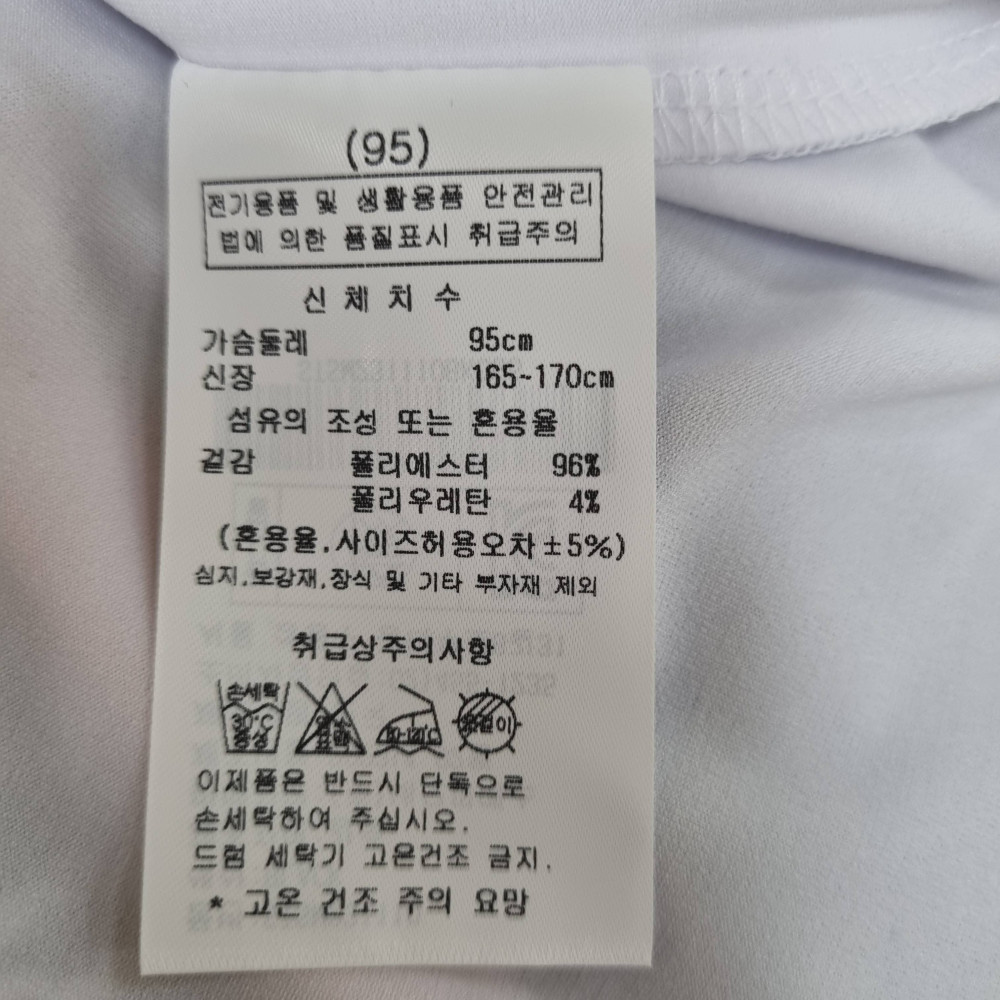 (95)
전기용품 및 생활용품 안전관리
법에 의한 품질표시 취급주의
신 체 치 수
가슴둘레 95cm
신장 165~170cm
섬유의 조성 또는 혼용율
겉감 폴리에스터 96%
폴리우레탄 4%
(혼용율,사이즈허용오차±5%)
심지,보강재,장식 및 기타 부자재 제외
취급상주의사항
손세탁
30℃
중성
이제품은 반드시 단독으로
손세탁하여 주십시오.
드럼 세탁기 고온건조 금지.
* 고온 건조 주의 요망